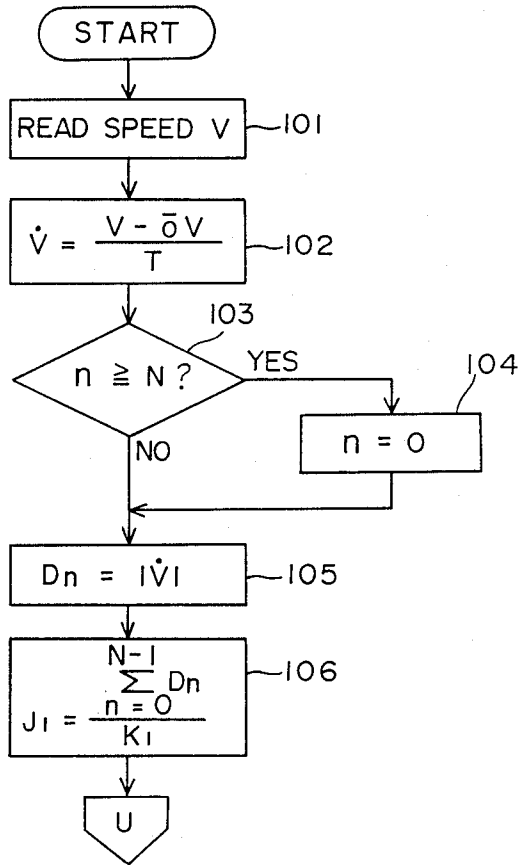 START
READ SPEED V
101
V̇ = (V - ōV) / T
102
103
n ≧ N?
YES
104
NO
n = 0
Dn = |V̇|
105
N-1
Σ Dn
n = 0
J1 = 
K1
106
U